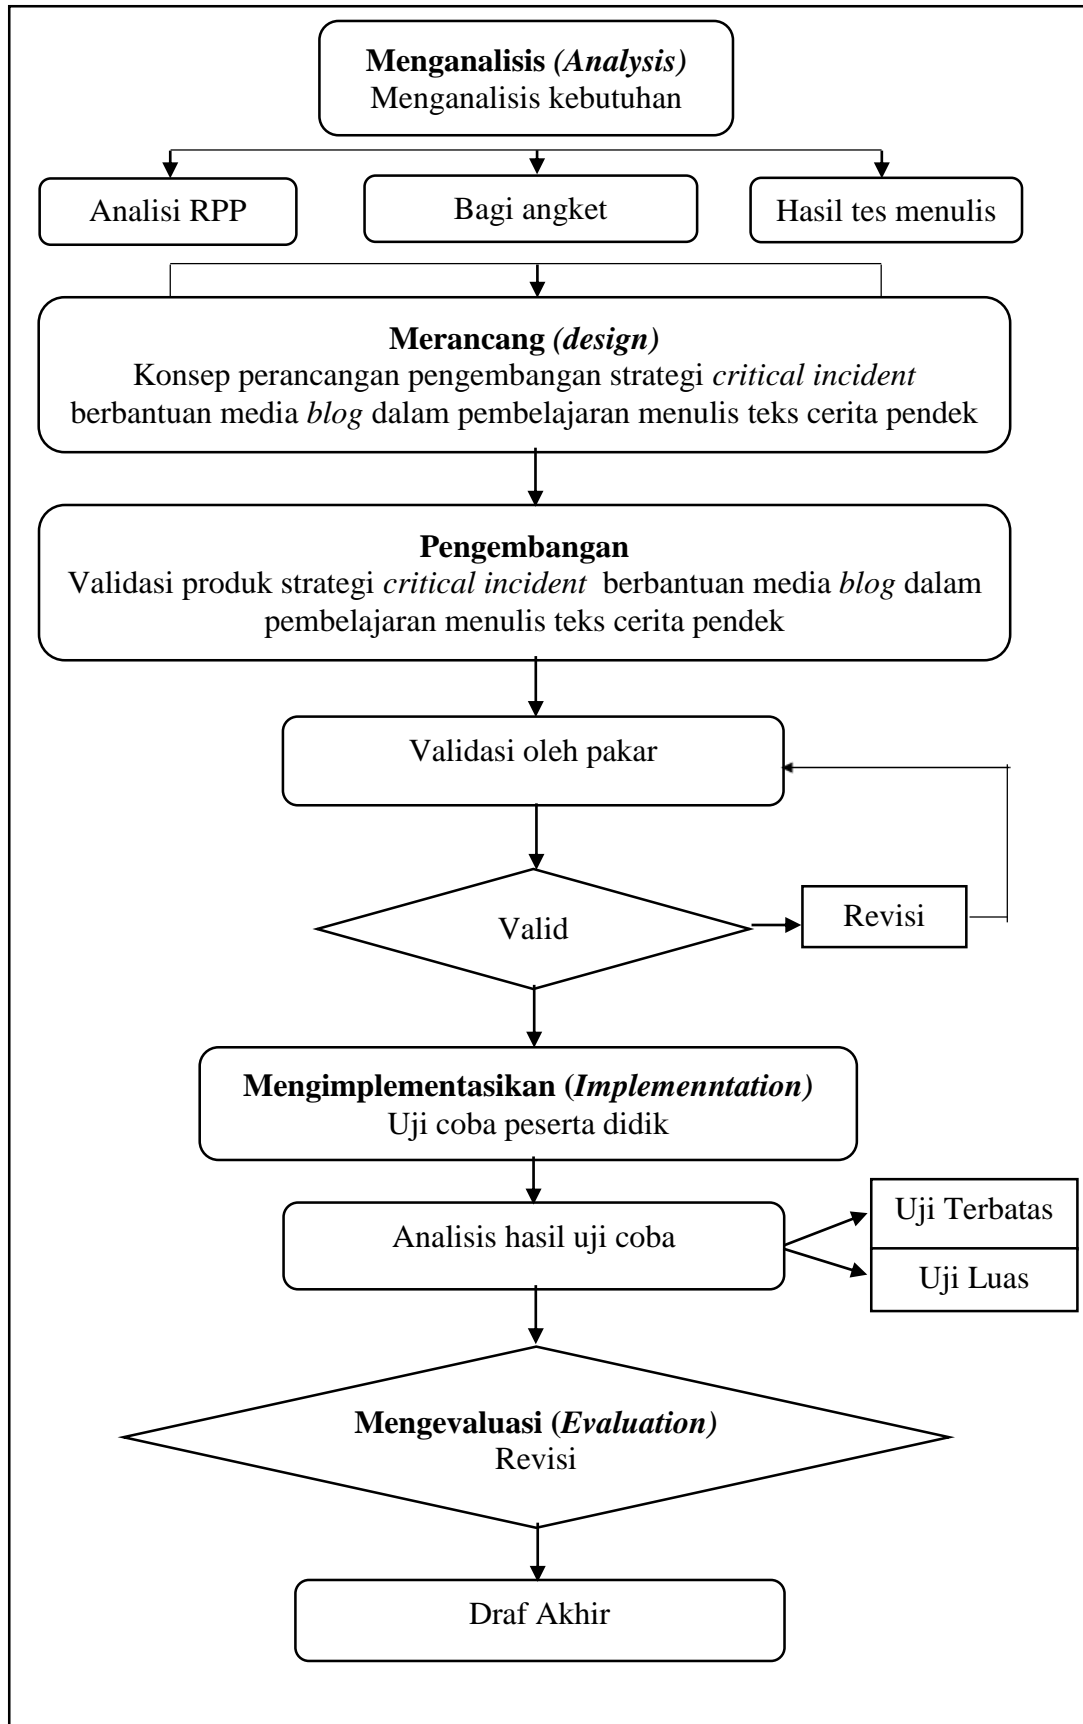 Menganalisis (Analysis)
Menganalisis kebutuhan
Analisi RPP
Bagi angket
Hasil tes menulis
Merancang (design)
Konsep perancangan pengembangan strategi critical incident
berbantuan media blog dalam pembelajaran menulis teks cerita pendek
Pengembangan
Validasi produk strategi critical incident berbantuan media blog dalam
pembelajaran menulis teks cerita pendek
Validasi oleh pakar
Valid
Revisi
Mengimplementasikan (Implemenntation)
Uji coba peserta didik
Analisis hasil uji coba
Uji Terbatas
Uji Luas
Mengevaluasi (Evaluation)
Revisi
Draf Akhir